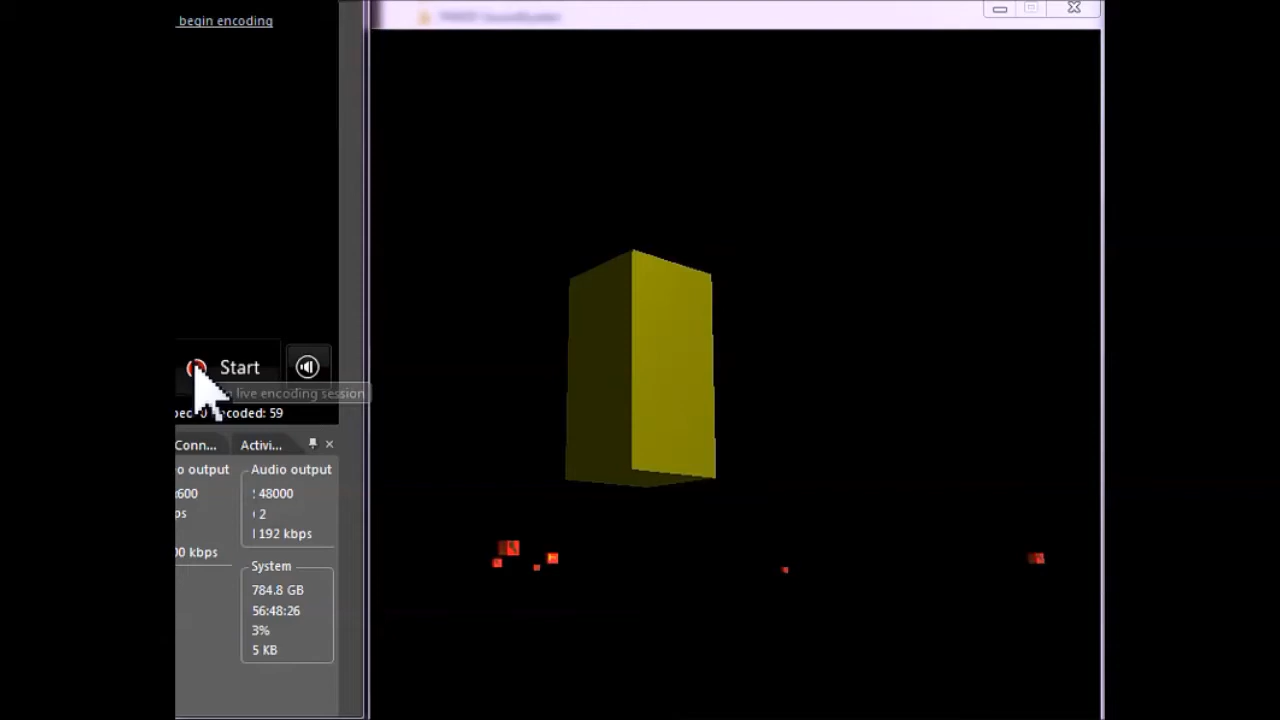 begin encoding
Start
live encoding session
coded: 59
Conn...
Activi...
o output
Audio output
600
48000
ps
2
192 kbps
00 kbps
System
784.8 GB
56:48:26
3%
5 KB